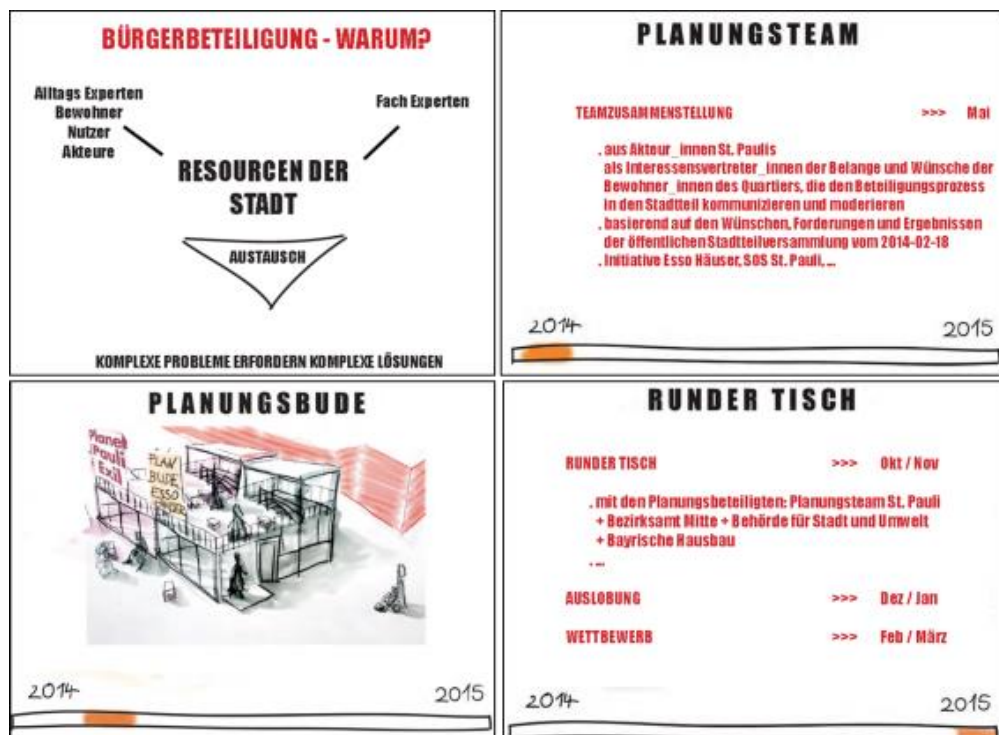 BÜRGERBETEILIGUNG - WARUM?
Alltags Experten
Bewohner
Nutzer
Akteure
Fach Experten
RESOURCEN DER
STADT
AUSTAUSCH
KOMPLEXE PROBLEME ERFORDERN KOMPLEXE LÖSUNGEN
PLANUNGSTEAM
TEAMZUSAMMENSTELLUNG >>> Mai
. aus Akteur_innen St. Paulis
als Interessensvertreter_innen der Belange und Wünsche der
Bewohner_innen des Quartiers, die den Beteiligungsprozess
in den Stadtteil kommunizieren und moderieren
. basierend auf den Wünschen, Forderungen und Ergebnissen
der öffentlichen Stadtteilversammlung vom 2014-02-18
. Initiative Esso Häuser, SOS St. Pauli, ...
2014 2015
PLANUNGSBUDE
Planet
Pauli
Exil
PLAN
BUDE
ESSO
2014 2015
RUNDER TISCH
RUNDER TISCH >>> Okt / Nov
. mit den Planungsbeteiligten: Planungsteam St. Pauli
+ Bezirksamt Mitte + Behörde für Stadt und Umwelt
+ Bayrische Hausbau
. ...
AUSLOBUNG >>> Dez / Jan
WETTBEWERB >>> Feb / März
2014 2015